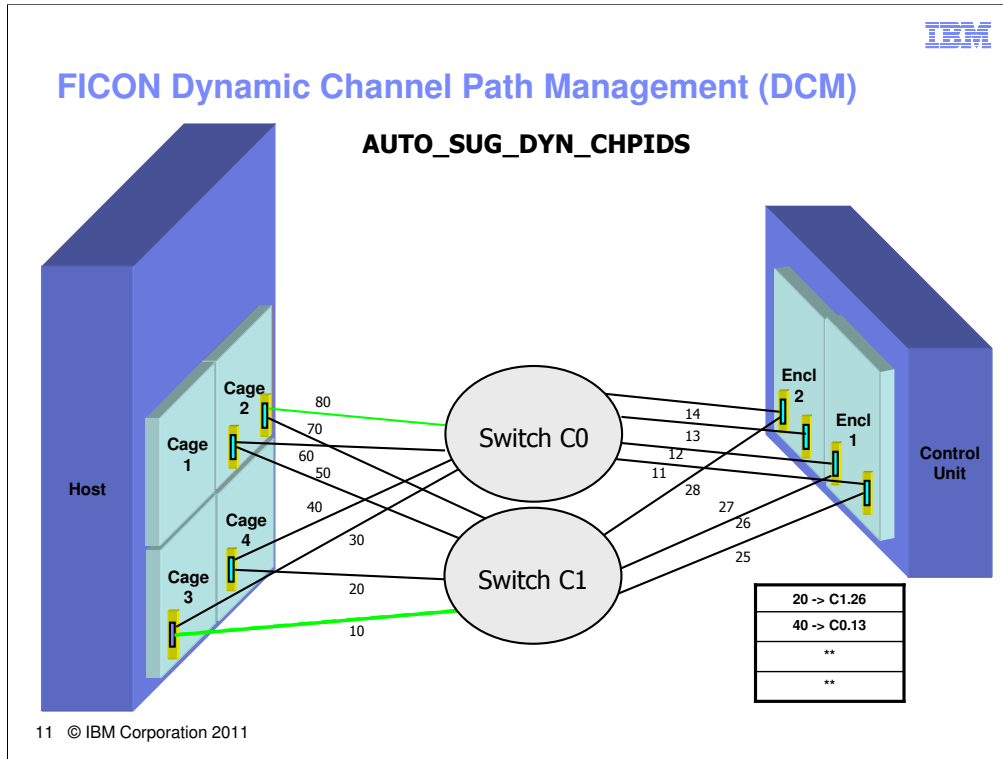 IBM
FICON Dynamic Channel Path Management (DCM)
AUTO_SUG_DYN_CHPIDS
Host
Cage
1
Cage
2
Cage
3
Cage
4
80
70
60
50
40
30
20
10
Switch C0
Switch C1
14
13
12
11
28
27
26
25
Encl
2
Encl
1
Control
Unit
20 -> C1.26
40 -> C0.13
**
**
11 © IBM Corporation 2011